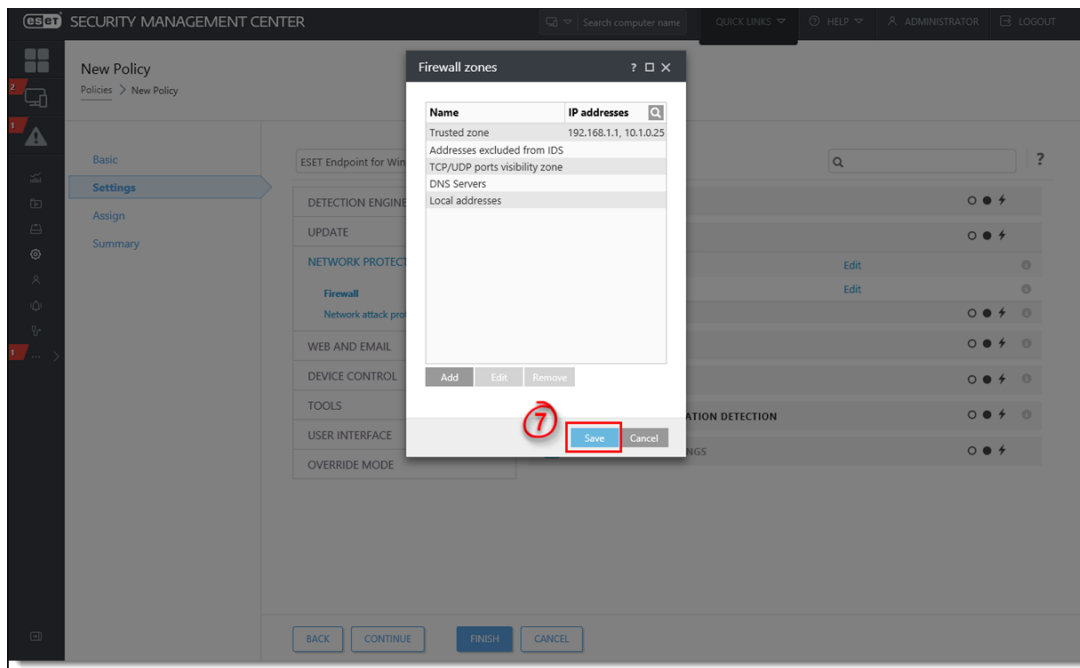 eset SECURITY MANAGEMENT CENTER
Search computer name
QUICK LINKS
HELP
ADMINISTRATOR
LOGOUT
2
1
1
New Policy
Policies > New Policy
Basic
Settings
Assign
Summary
ESET Endpoint for Win
?
DETECTION ENGINE
UPDATE
NETWORK PROTECT
Firewall
Network attack pro
WEB AND EMAIL
DEVICE CONTROL
TOOLS
USER INTERFACE
OVERRIDE MODE
Edit
Edit
ATION DETECTION
NGS
Firewall zones
?
Name IP addresses
Trusted zone 192.168.1.1, 10.1.0.25
Addresses excluded from IDS
TCP/UDP ports visibility zone
DNS Servers
Local addresses
Add Edit Remove
7
Save Cancel
BACK CONTINUE FINISH CANCEL